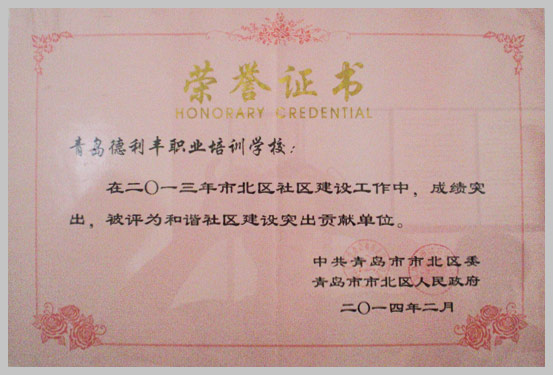 荣誉证书
HONORARY CREDENTIAL
青岛德利丰职业培训学校：
在二〇一三年市北区社区建设工作中，成绩突
出，被评为和谐社区建设突出贡献单位。
中共青岛市市北区委
青岛市市北区人民政府
二〇一四年二月